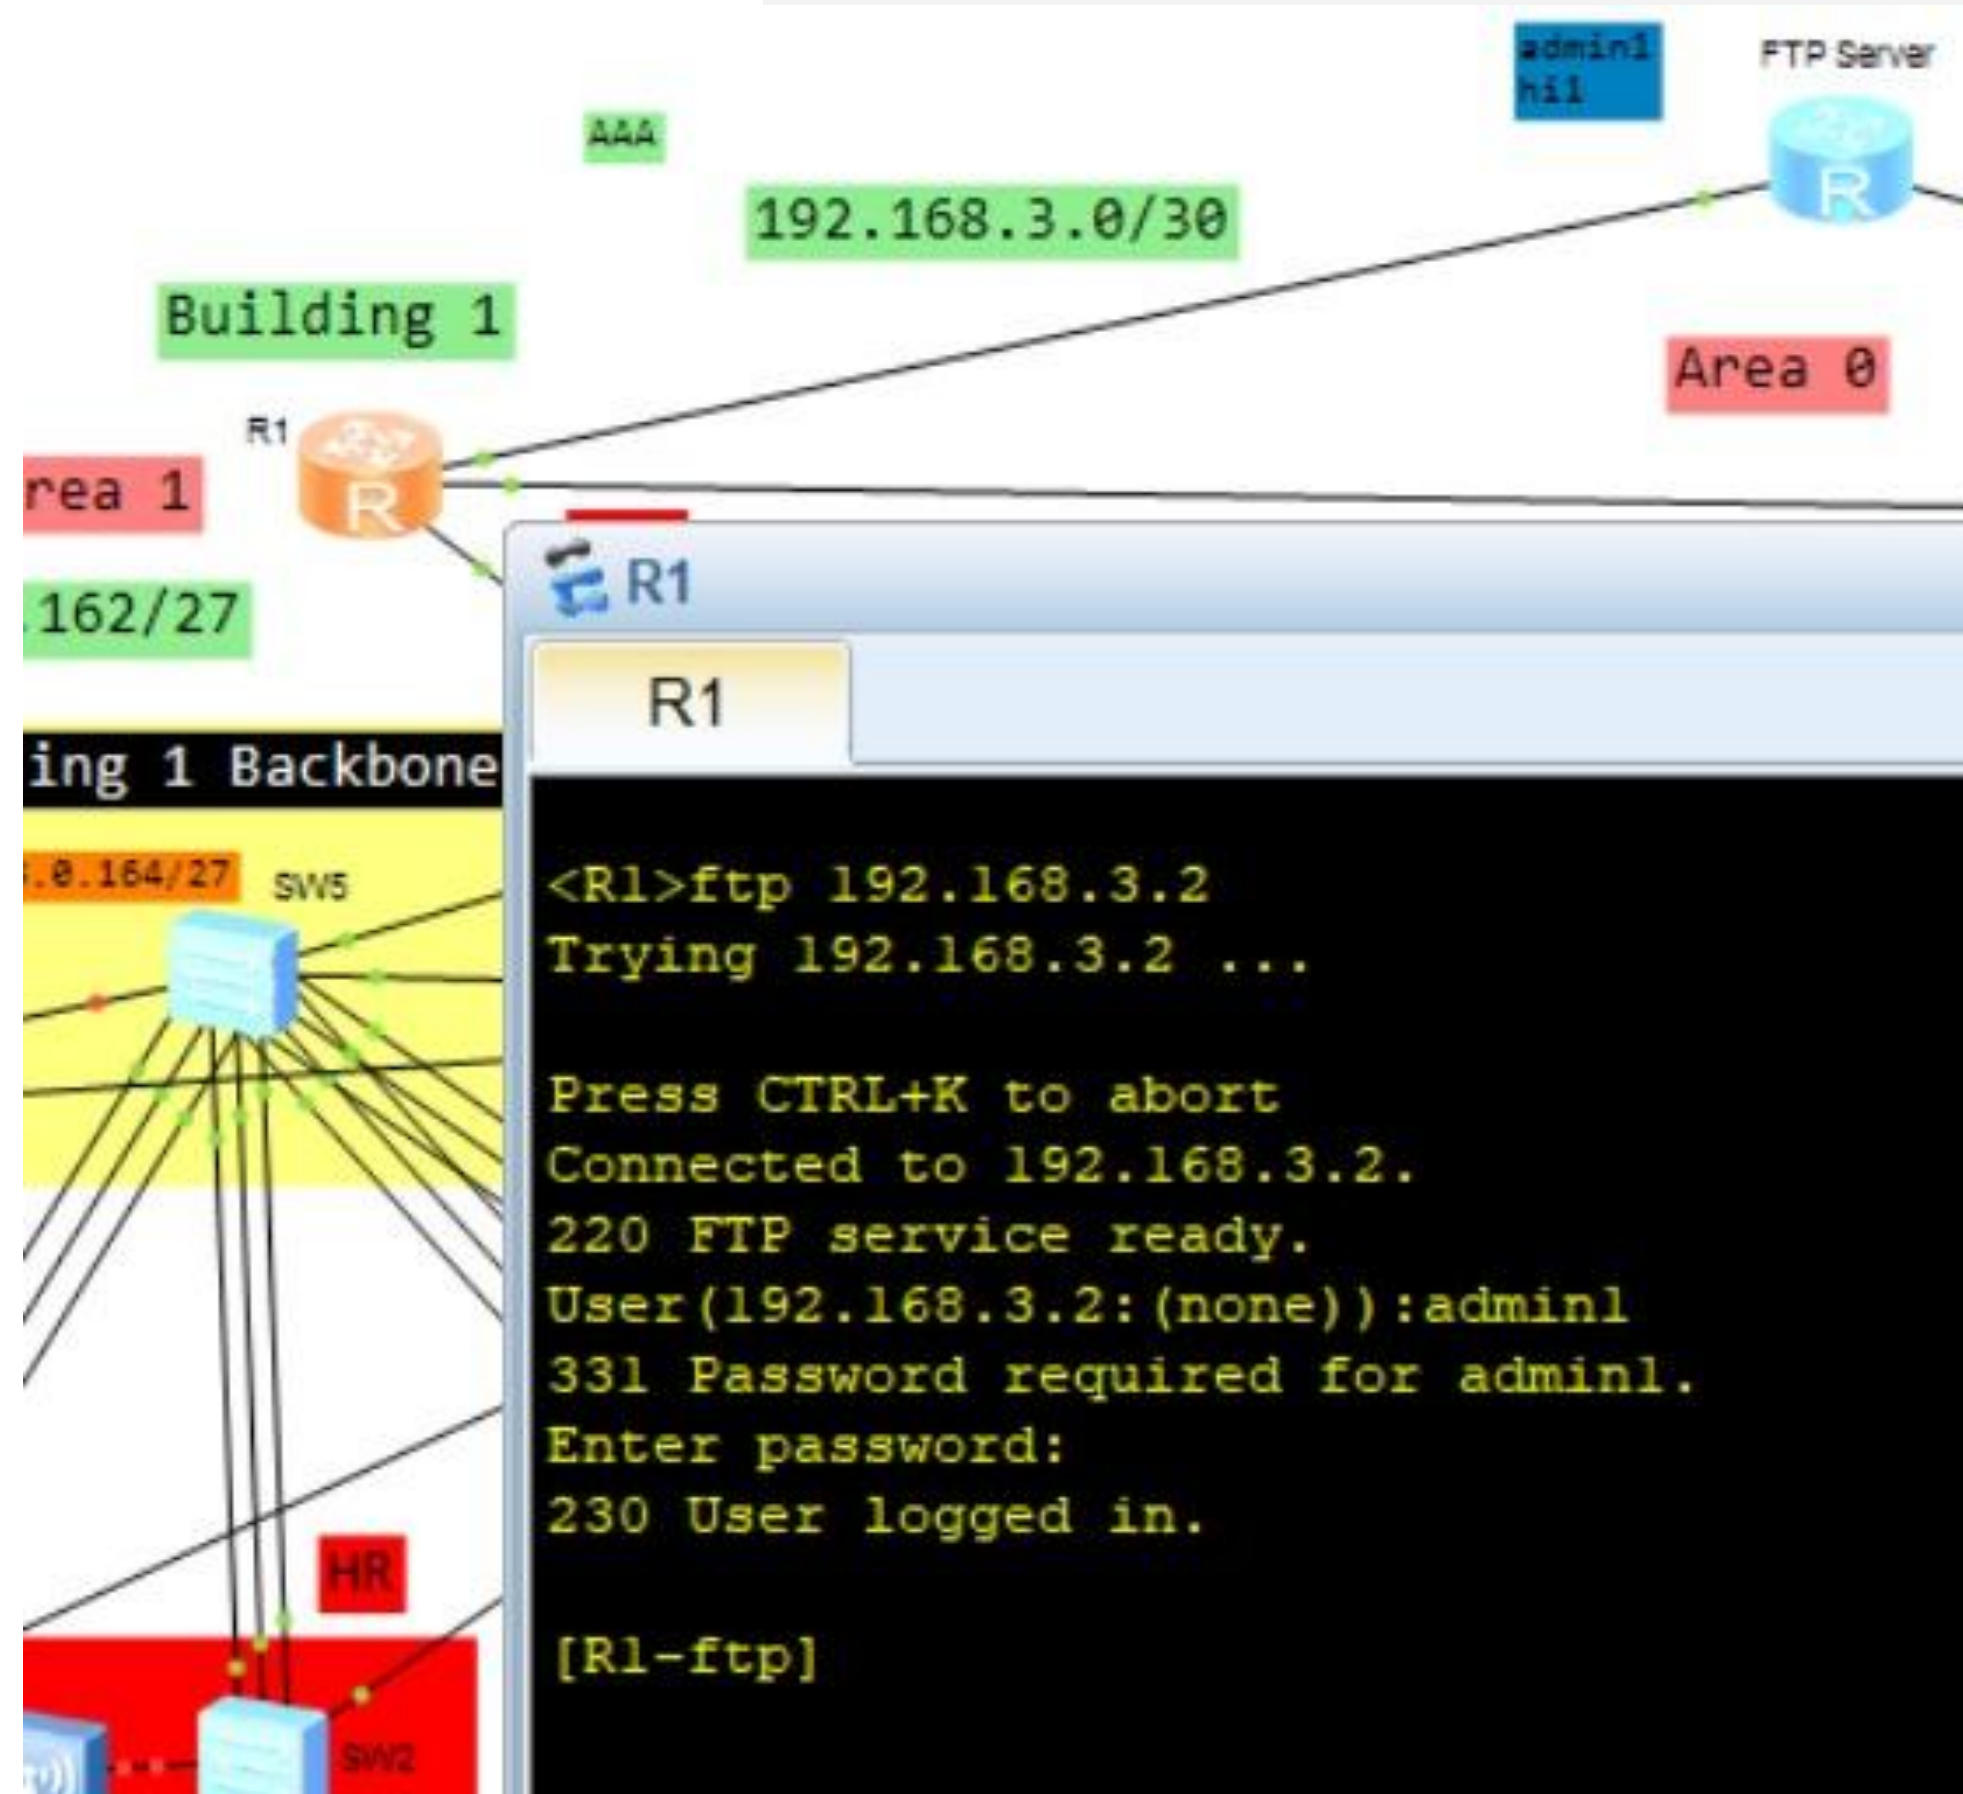 admin1
hi1
FTP Server
AAA
192.168.3.0/30
Building 1
Area 0
R1
rea 1
.162/27
R1
R1
ing 1 Backbone
.0.164/27
SW5
<R1>ftp 192.168.3.2
Trying 192.168.3.2 ...
Press CTRL+K to abort
Connected to 192.168.3.2.
220 FTP service ready.
User(192.168.3.2:(none)):admin1
331 Password required for admin1.
Enter password:
230 User logged in.
[R1-ftp]
HR
SW2
R
R